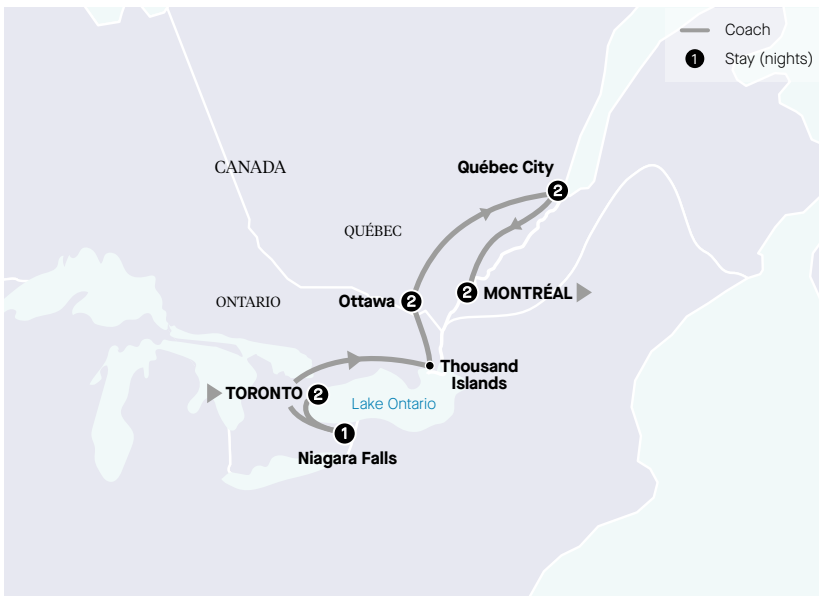 Coach
1 Stay (nights)
CANADA
Québec City
2
QUÉBEC
ONTARIO
Ottawa 2
2 MONTRÉAL
Thousand
Islands
TORONTO 2
Lake Ontario
1
Niagara Falls